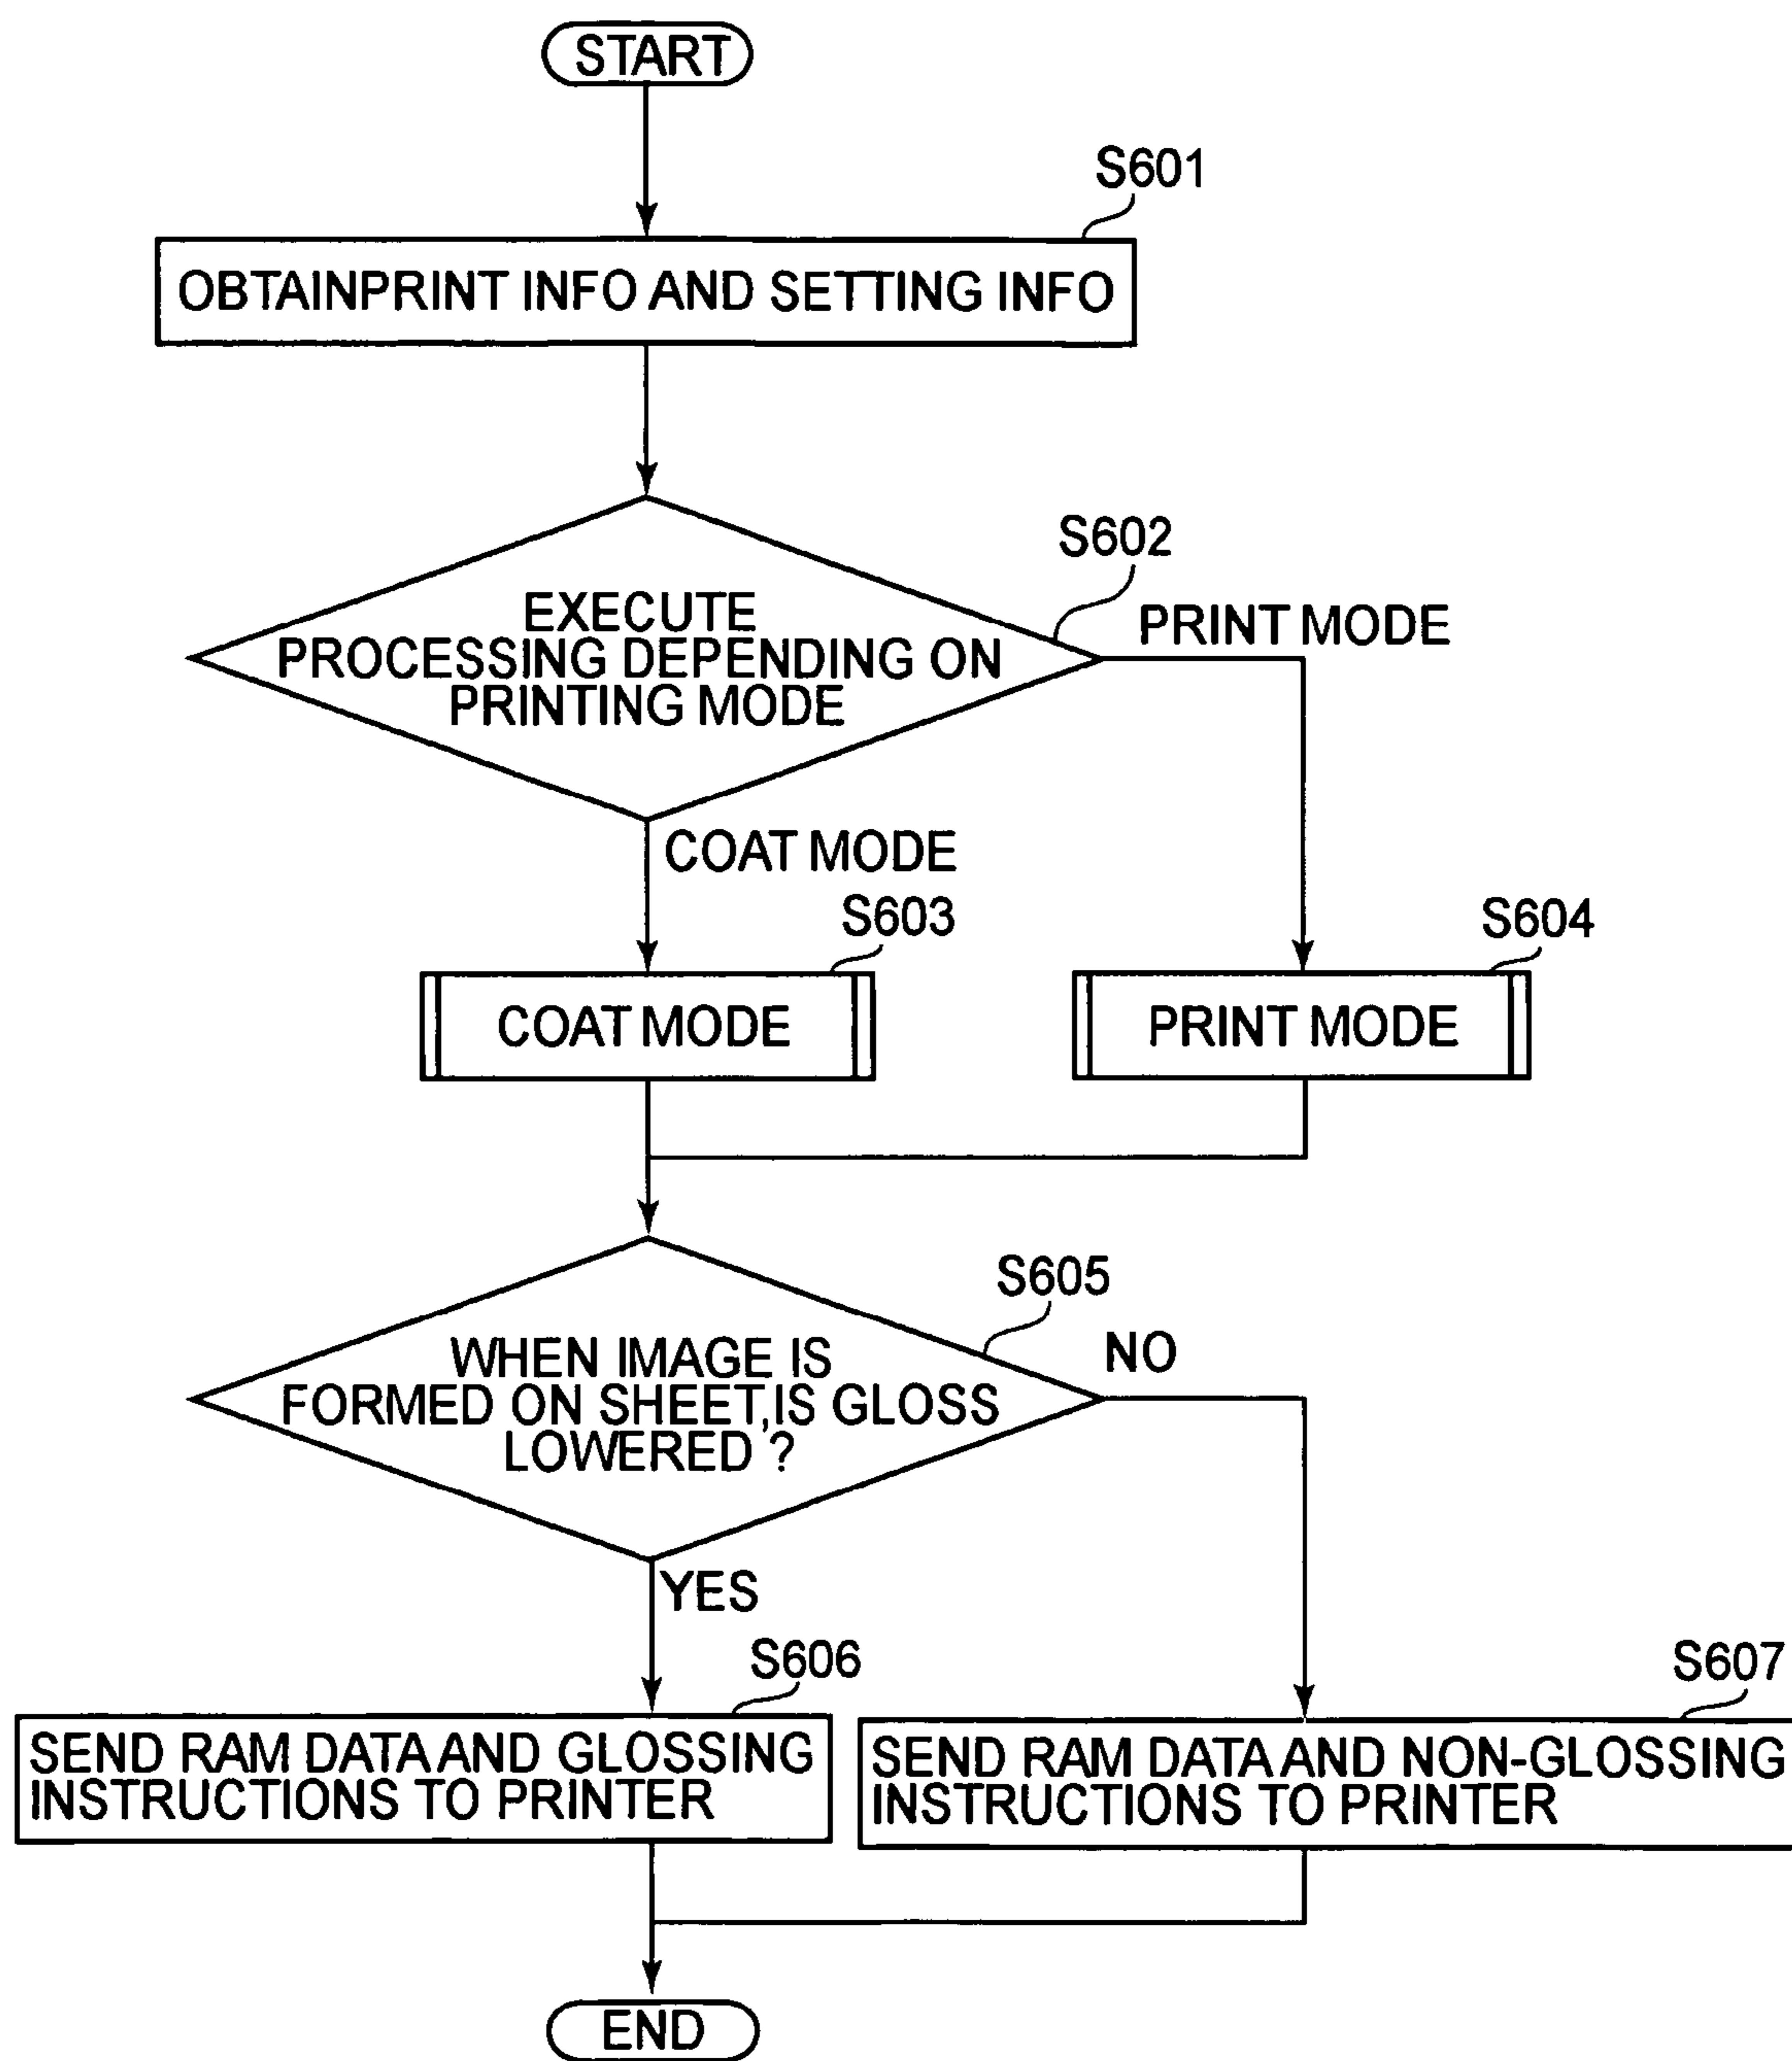 START
S601
OBTAINPRINT INFO AND SETTING INFO
S602
EXECUTE
PROCESSING DEPENDING ON
PRINTING MODE
PRINT MODE
COAT MODE
S603
S604
COAT MODE
PRINT MODE
S605
WHEN IMAGE IS
FORMED ON SHEET, IS GLOSS
LOWERED ?
NO
YES
S606
S607
SEND RAM DATA AND GLOSSING
INSTRUCTIONS TO PRINTER
SEND RAM DATA AND NON-GLOSSING
INSTRUCTIONS TO PRINTER
END